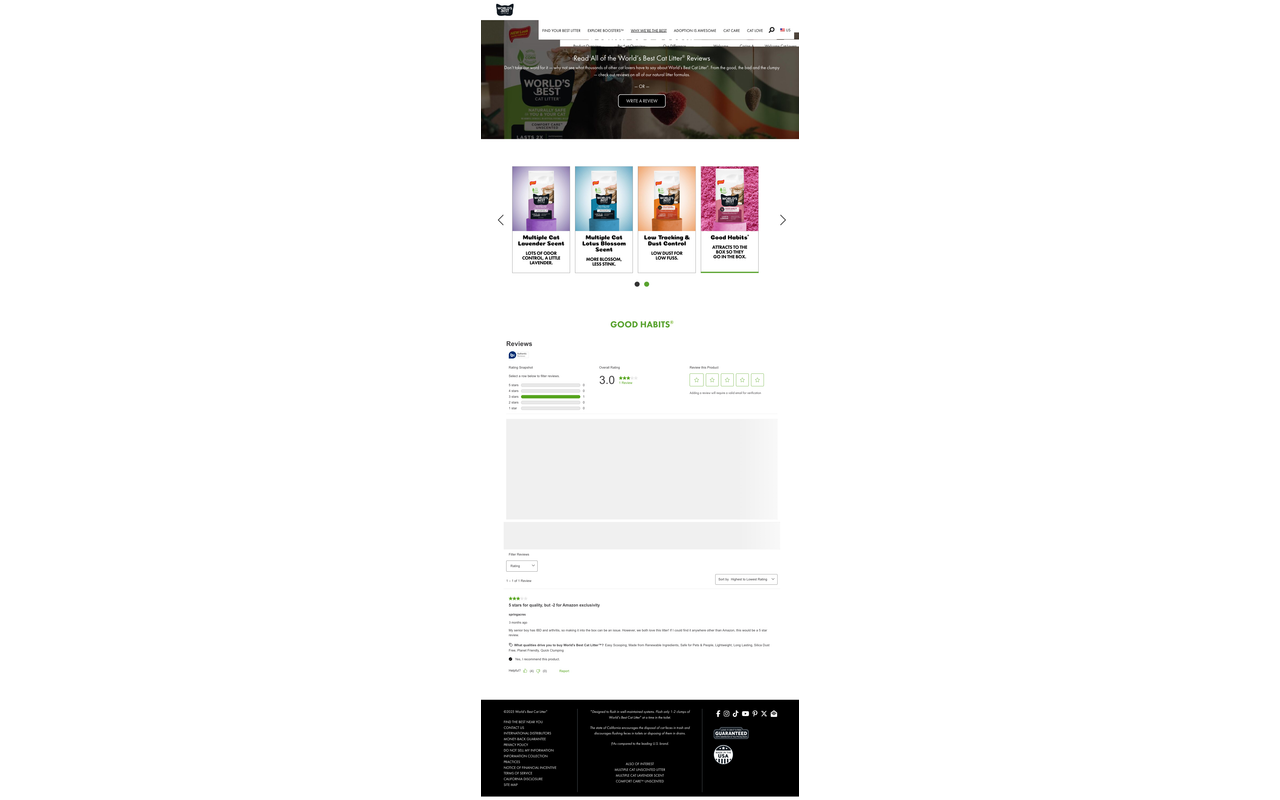 WORLD'S BEST
FIND YOUR BEST LITTER EXPLORE BOOSTERS™ WHY WE'RE THE BEST ADOPTION IS AWESOME CAT CARE CAT LOVE US
Read All of the World's Best Cat Litter® Reviews
Don't take our word for it — why not see what thousands of other cat lovers have to say about World's Best Cat Litter®. From the good, the bad and the clumpy
— check out reviews on all of our natural litter formulas.
— OR —
WRITE A REVIEW
WORLD'S
BEST
CAT LITTER
COMFORT CARE
UNSCENTED
LASTS 2X
Multiple Cat
Lavender Scent
LOTS OF ODOR
CONTROL. A LITTLE
LAVENDER.
Multiple Cat
Lotus Blossom
Scent
MORE BLOSSOM,
LESS STINK.
Low Tracking &
Dust Control
LOW DUST FOR
LOW FUSS.
Good Habits®
ATTRACTS TO THE
BOX SO THEY
GO IN THE BOX.
GOOD HABITS®
Reviews
Rating Snapshot
Select a row below to filter reviews.
5 stars 0
4 stars 0
3 stars 1
2 stars 0
1 star 0
Overall Rating
3.0
1 Review
Review this Product
Adding a review will require a valid email for verification
Filter Reviews
Rating
1 – 1 of 1 Review
Sort by: Highest to Lowest Rating
5 stars for quality, but -2 for Amazon exclusivity
3 months ago
My senior boy has IBD and arthritis, so making it into the box can be an issue. However, we both love this litter! If I could find it anywhere other than Amazon, this would be a 5 star
review.
What qualities drive you to buy World's Best Cat Litter™? Easy Scooping, Made from Renewable Ingredients, Safe for Pets & People, Lightweight, Long Lasting, Silica Dust
Free, Planet-Friendly, Quick Clumping
Yes, I recommend this product.
Helpful?
Report
©2025 World's Best Cat Litter®
FIND THE BEST NEAR YOU
CONTACT US
INTERNATIONAL DISTRIBUTORS
MONEY BACK GUARANTEE
PRIVACY POLICY
DO NOT SELL MY INFORMATION
INFORMATION COLLECTION
PRACTICES
NOTICE OF FINANCIAL INCENTIVE
TERMS OF SERVICE
CALIFORNIA DISCLOSURE
SITE MAP
*Designed to flush in well-maintained systems. Flush only 1-2 clumps of
World's Best Cat Litter® at a time in the toilet.
The state of California encourages the disposal of cat feces in trash and
discourages flushing feces in toilets or disposing of them in drains.
‡As compared to the leading U.S. brand.
ALSO OF INTEREST
MULTIPLE CAT UNSCENTED LITTER
MULTIPLE CAT LAVENDER SCENT
COMFORT CARE™ UNSCENTED
GUARANTEED
USA